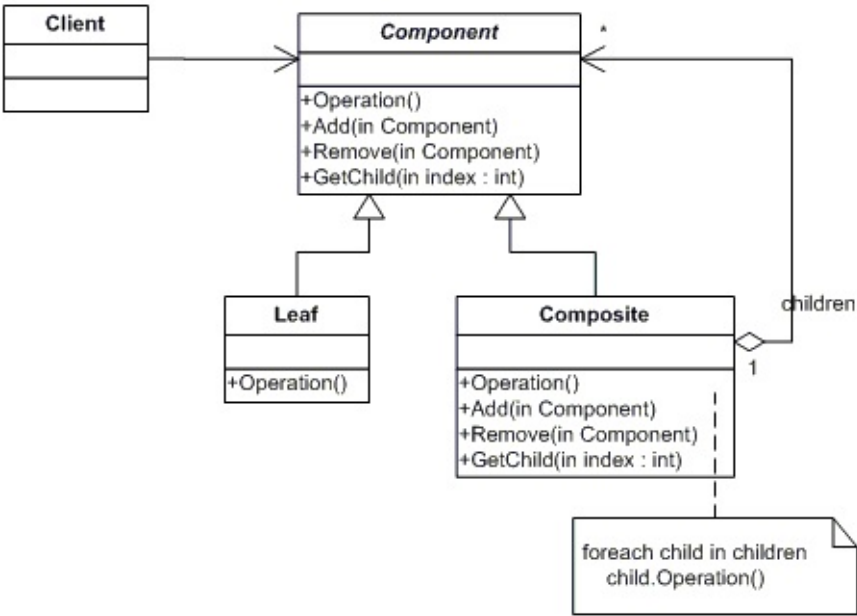 Client
Component
*
+Operation()
+Add(in Component)
+Remove(in Component)
+GetChild(in index : int)
Leaf
+Operation()
Composite
children
1
+Operation()
+Add(in Component)
+Remove(in Component)
+GetChild(in index : int)
foreach child in children
child.Operation()